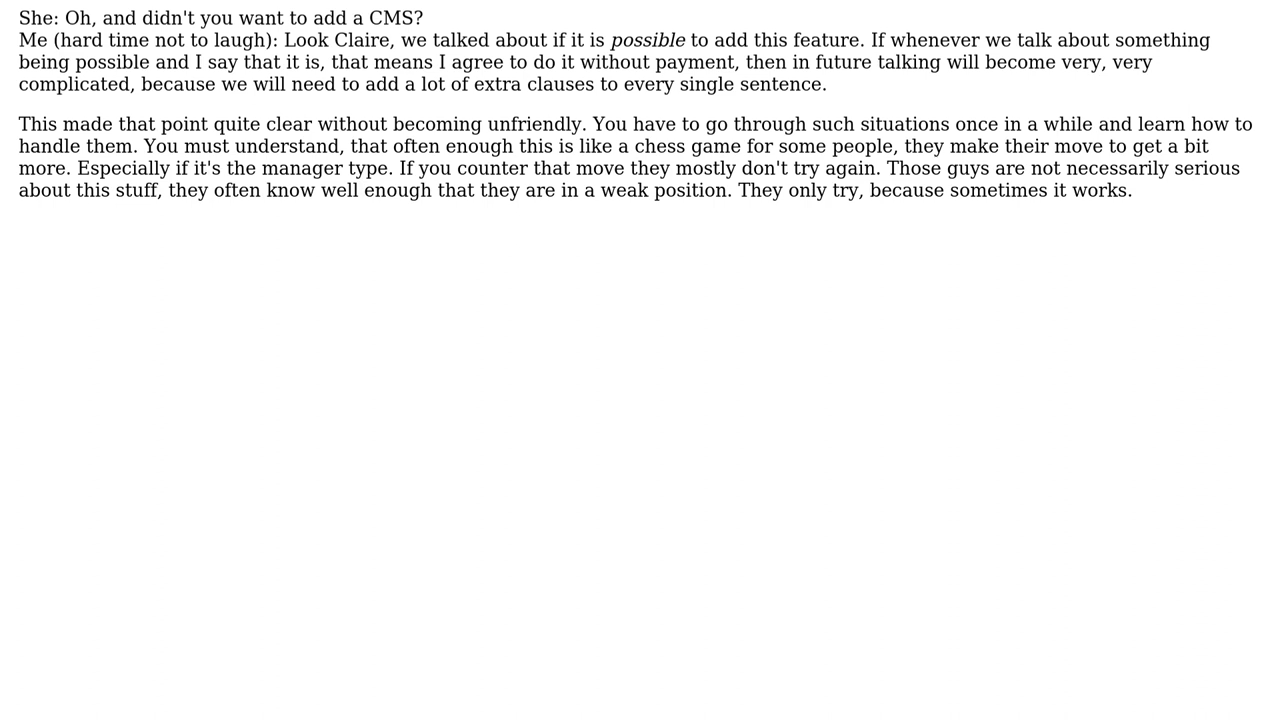 She: Oh, and didn't you want to add a CMS?
Me (hard time not to laugh): Look Claire, we talked about if it is possible to add this feature. If whenever we talk about something
being possible and I say that it is, that means I agree to do it without payment, then in future talking will become very, very
complicated, because we will need to add a lot of extra clauses to every single sentence.
This made that point quite clear without becoming unfriendly. You have to go through such situations once in a while and learn how to
handle them. You must understand, that often enough this is like a chess game for some people, they make their move to get a bit
more. Especially if it's the manager type. If you counter that move they mostly don't try again. Those guys are not necessarily serious
about this stuff, they often know well enough that they are in a weak position. They only try, because sometimes it works.